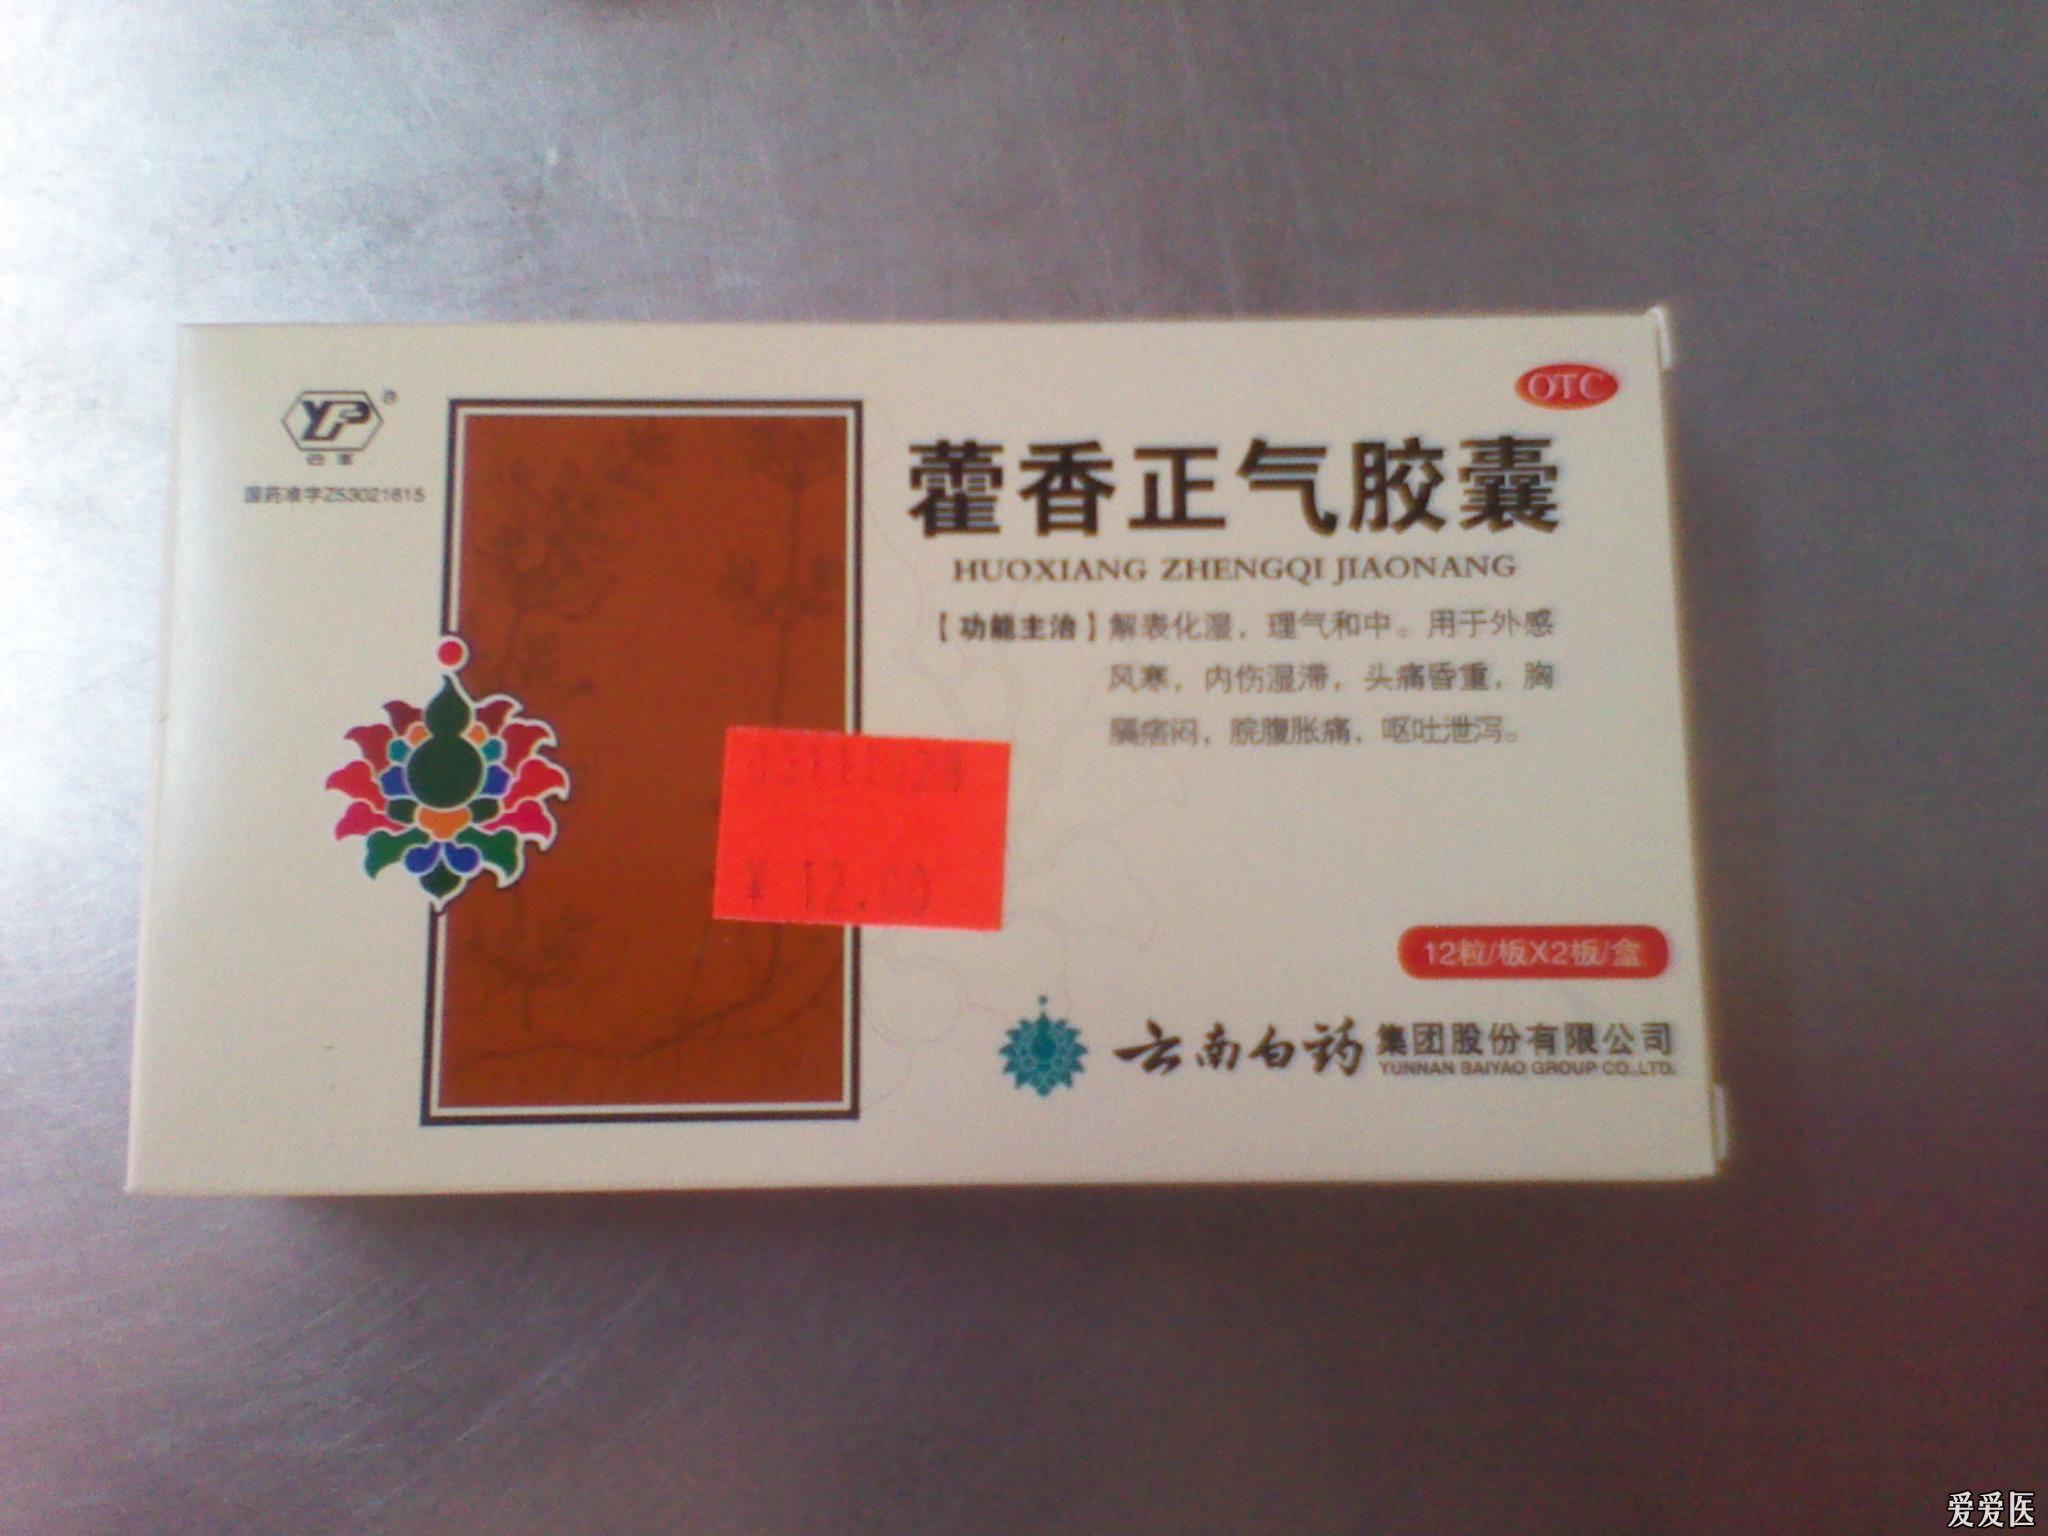 YP
国药准字Z53021615
OTC
藿香正气胶囊
HUOXIANG ZHENGQI JIAONANG
【功能主治】解表化湿，理气和中。用于外感
风寒，内伤湿滞，头痛昏重，胸
膈痞闷，脘腹胀痛，呕吐泄泻。
¥ 12.00
12粒/板X2板/盒
云南白药集团股份有限公司
YUNNAN BAIYAO GROUP CO.,LTD.
爱爱医